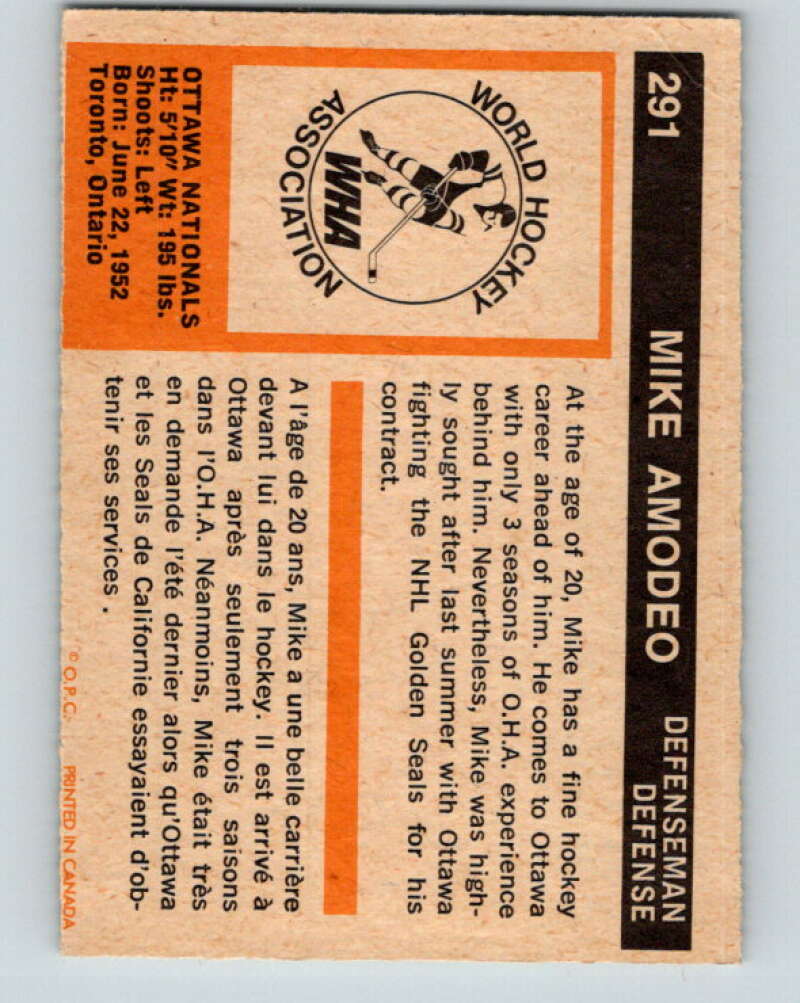 291 MIKE AMODEO DEFENSEMAN
DEFENSE
WORLD HOCKEY
ASSOCIATION
WHA
OTTAWA NATIONALS
Ht: 5'10" Wt: 195 lbs.
Shoots: Left
Born: June 22, 1952
Toronto, Ontario
At the age of 20, Mike has a fine hockey
career ahead of him. He comes to Ottawa
with only 3 seasons of O.H.A. experience
behind him. Nevertheless, Mike was high-
ly sought after last summer with Ottawa
fighting the NHL Golden Seals for his
contract.
A l'âge de 20 ans, Mike a une belle carrière
devant lui dans le hockey. Il est arrivé à
Ottawa après seulement trois saisons
dans l'O.H.A. Néanmoins, Mike était très
en demande l'été dernier alors qu'Ottawa
et les Seals de Californie essayaient d'ob-
tenir ses services .
© O.P.C. PRINTED IN CANADA